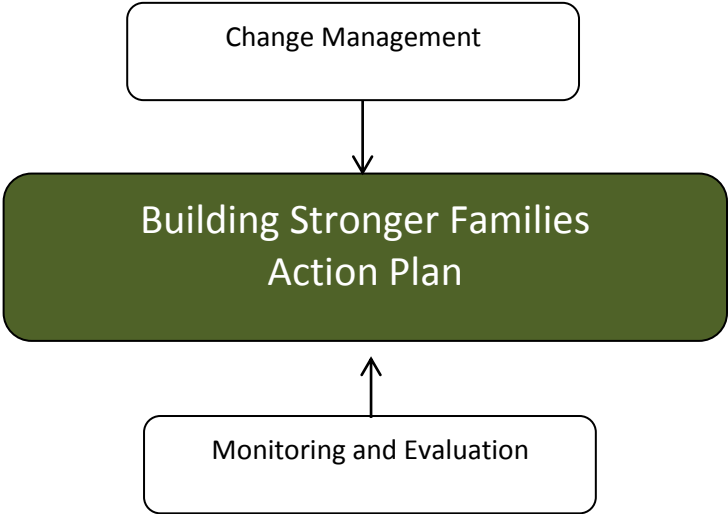 Change Management
Building Stronger Families
Action Plan
Monitoring and Evaluation